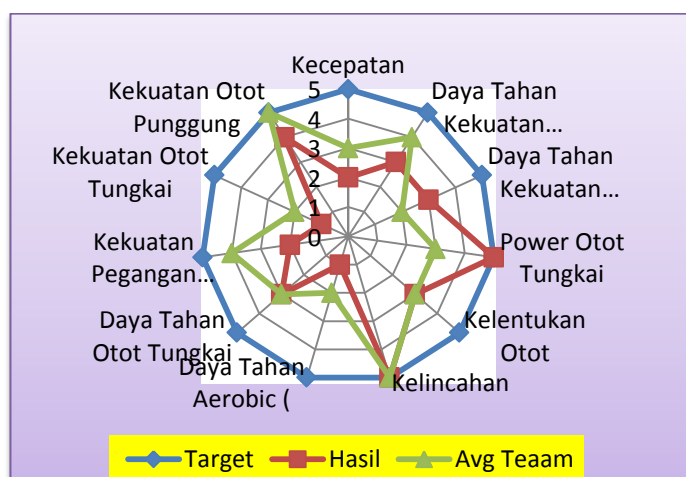 Kecepatan
Daya Tahan
Kekuatan...
Daya Tahan
Kekuatan...
Power Otot
Tungkai
Kelentukan
Otot
Kelincahan
Daya Tahan
Aerobic (
Daya Tahan
Otot Tungkai
Kekuatan
Pegangan...
Kekuatan Otot
Tungkai
Kekuatan Otot
Punggung
5
4
3
2
1
0
Target Hasil Avg Teaam